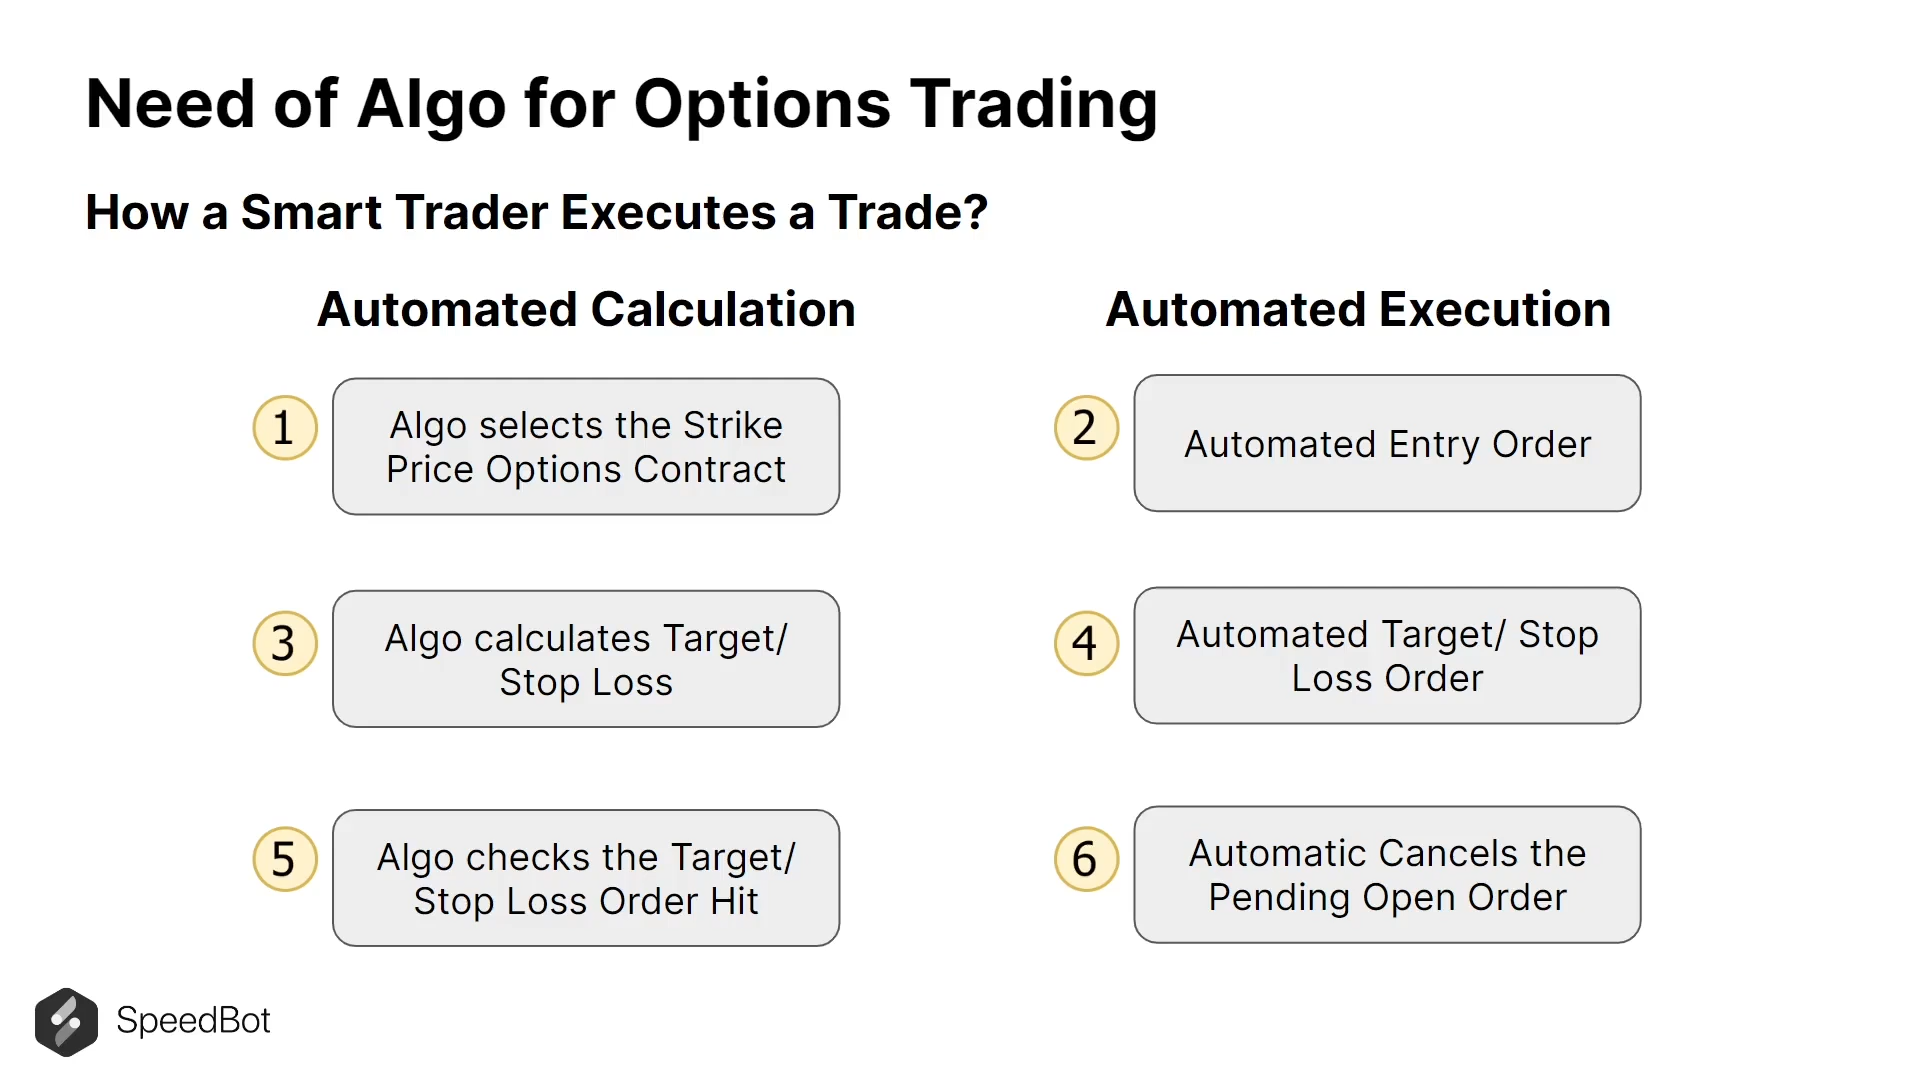 Need of Algo for Options Trading
How a Smart Trader Executes a Trade?
Automated Calculation
Automated Execution
1
Algo selects the Strike
Price Options Contract
2
Automated Entry Order
3
Algo calculates Target/
Stop Loss
4
Automated Target/ Stop
Loss Order
5
Algo checks the Target/
Stop Loss Order Hit
6
Automatic Cancels the
Pending Open Order
SpeedBot